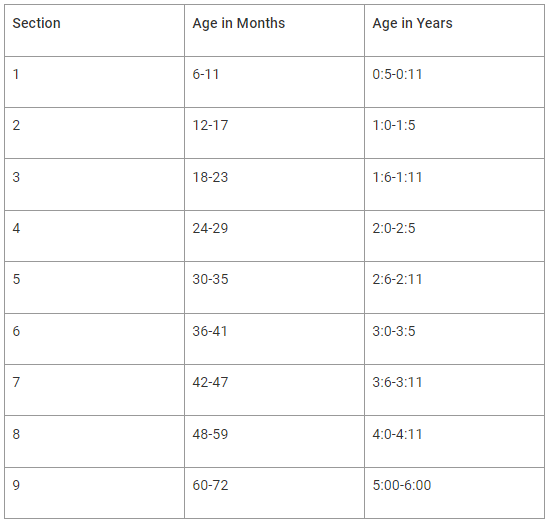 Section Age in Months Age in Years
1 6-11 0:5-0:11
2 12-17 1:0-1:5
3 18-23 1:6-1:11
4 24-29 2:0-2:5
5 30-35 2:6-2:11
6 36-41 3:0-3:5
7 42-47 3:6-3:11
8 48-59 4:0-4:11
9 60-72 5:00-6:00